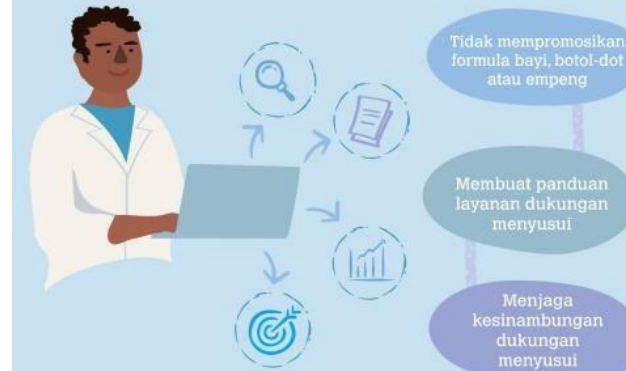 Tidak mempromosikan
formula bayi, botol-dot
atau empeng
Membuat panduan
layanan dukungan
menyusui
Menjaga
kesinambungan
dukungan
menyusui